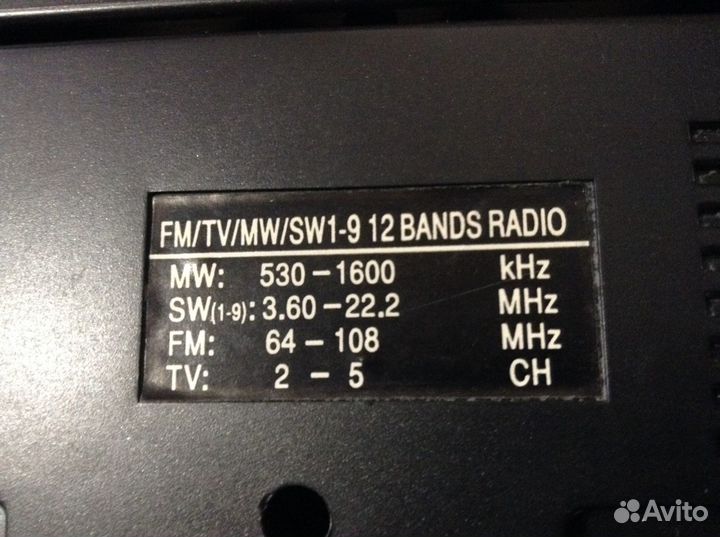 FM/TV/MW/SW1-9 12 BANDS RADIO
MW: 530-1600 kHz
SW(1-9): 3.60-22.2 MHz
FM: 64-108 MHz
TV: 2-5 CH
Avito